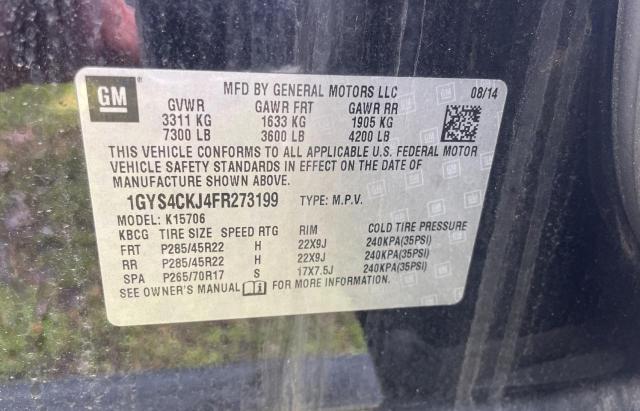 GM
MFD BY GENERAL MOTORS LLC 08/14
GVWR GAWR FRT GAWR RR
3311 KG 1633 KG 1905 KG
7300 LB 3600 LB 4200 LB
THIS VEHICLE CONFORMS TO ALL APPLICABLE U.S. FEDERAL MOTOR
VEHICLE SAFETY STANDARDS IN EFFECT ON THE DATE OF
MANUFACTURE SHOWN ABOVE.
1GYS4CKJ4FR273199 TYPE: M.P.V.
MODEL: K15706
KBCG TIRE SIZE SPEED RTG RIM COLD TIRE PRESSURE
FRT P285/45R22 H 22X9J 240KPA(35PSI)
RR P285/45R22 H 22X9J 240KPA(35PSI)
SPA P265/70R17 S 17X7.5J 240KPA(35PSI)
SEE OWNER'S MANUAL FOR MORE INFORMATION.